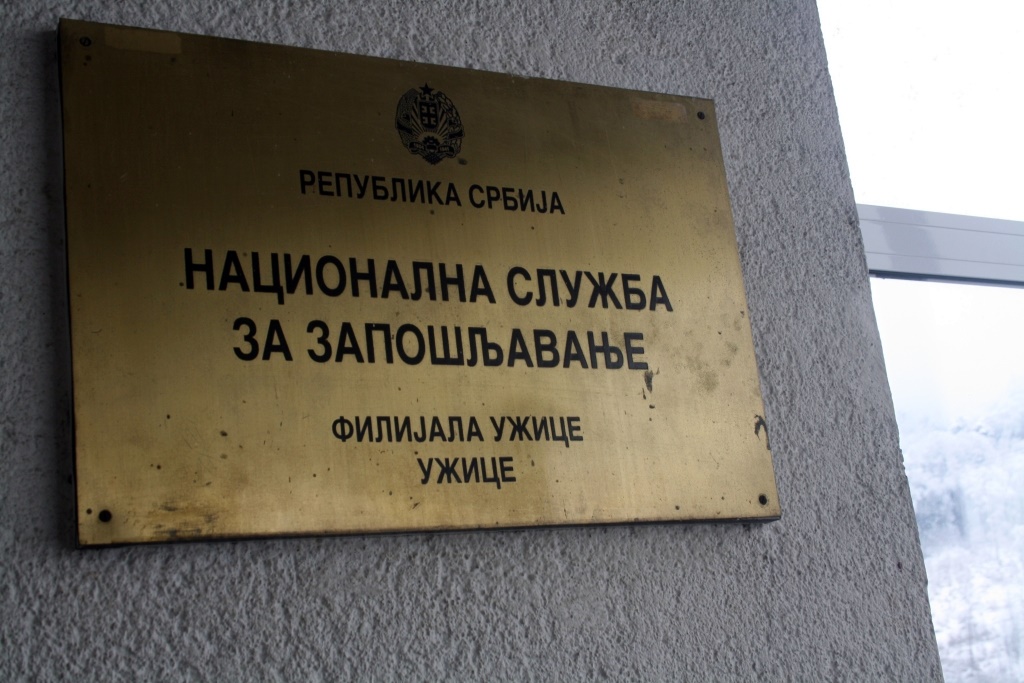 РЕПУБЛИКА СРБИЈА
НАЦИОНАЛНА СЛУЖБА
ЗА ЗАПОШЉАВАЊЕ
ФИЛИЈАЛА УЖИЦЕ
УЖИЦЕ